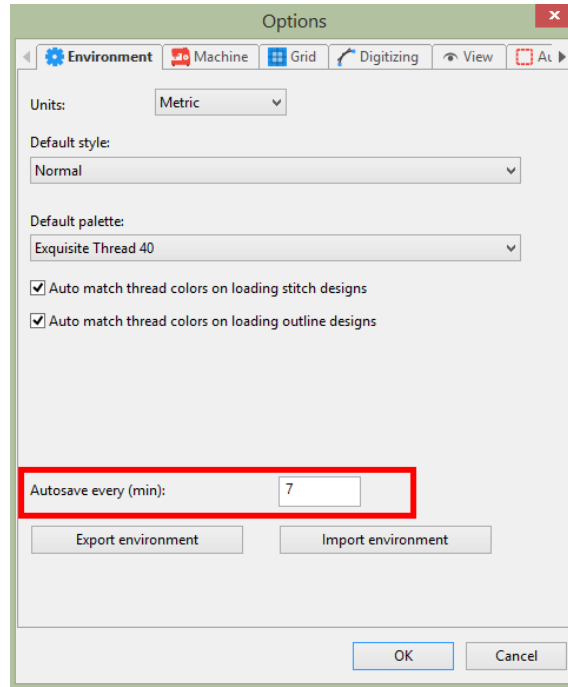 Options
Environment Machine Grid Digitizing View Au
Units: Metric
Default style:
Normal
Default palette:
Exquisite Thread 40
Auto match thread colors on loading stitch designs
Auto match thread colors on loading outline designs
Autosave every (min): 7
Export environment Import environment
OK Cancel